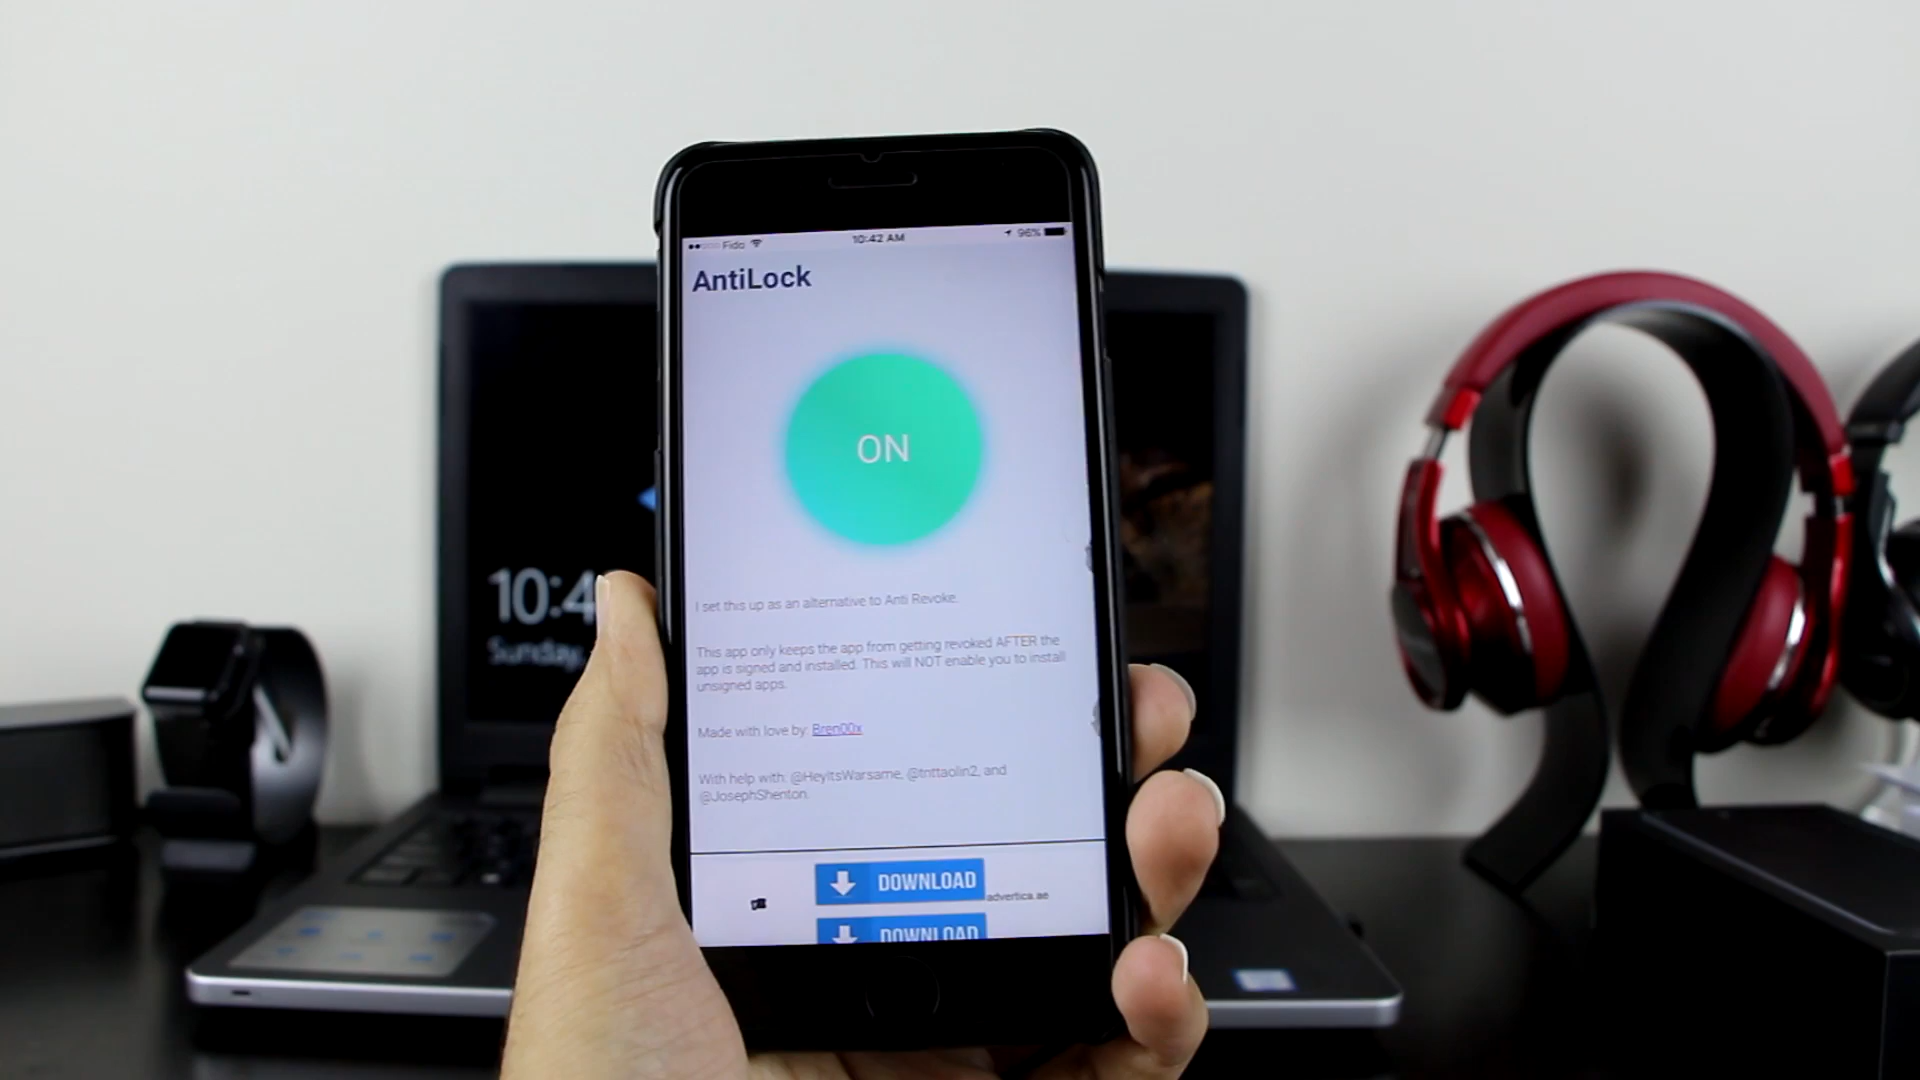 Fido 10:42 AM 96%
AntiLock
ON
I set this up as an alternative to Anti Revoke.
This app only keeps the app from getting revoked AFTER the
app is signed and installed. This will NOT enable you to install
unsigned apps.
Made with love by: Bren00x
With help with: @HeyItsWarsame, @tnttaolin2, and
@JosephShenton.
DOWNLOAD
advertica.ae
DOWNLOAD
10:4
Sunday,